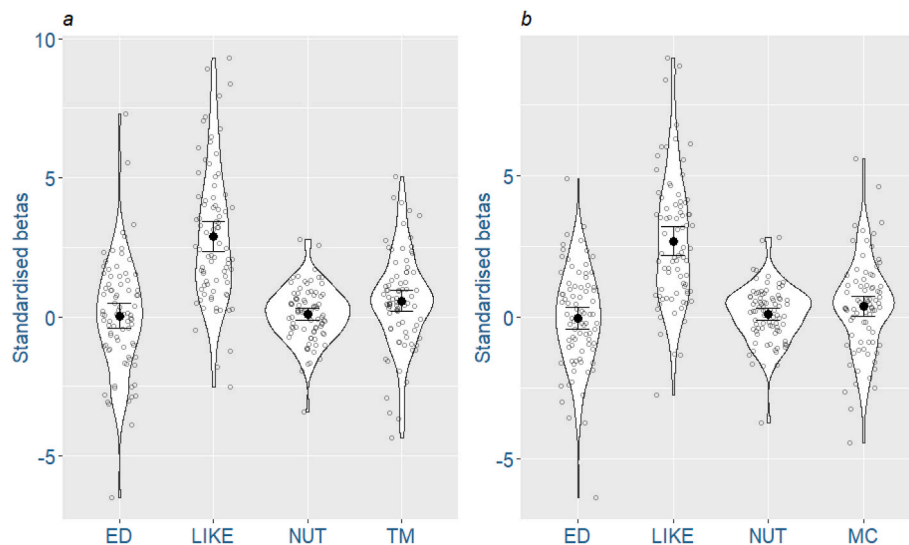 a
Standardised betas
10
5
0
-5
ED LIKE NUT TM
b
Standardised betas
5
0
-5
ED LIKE NUT MC